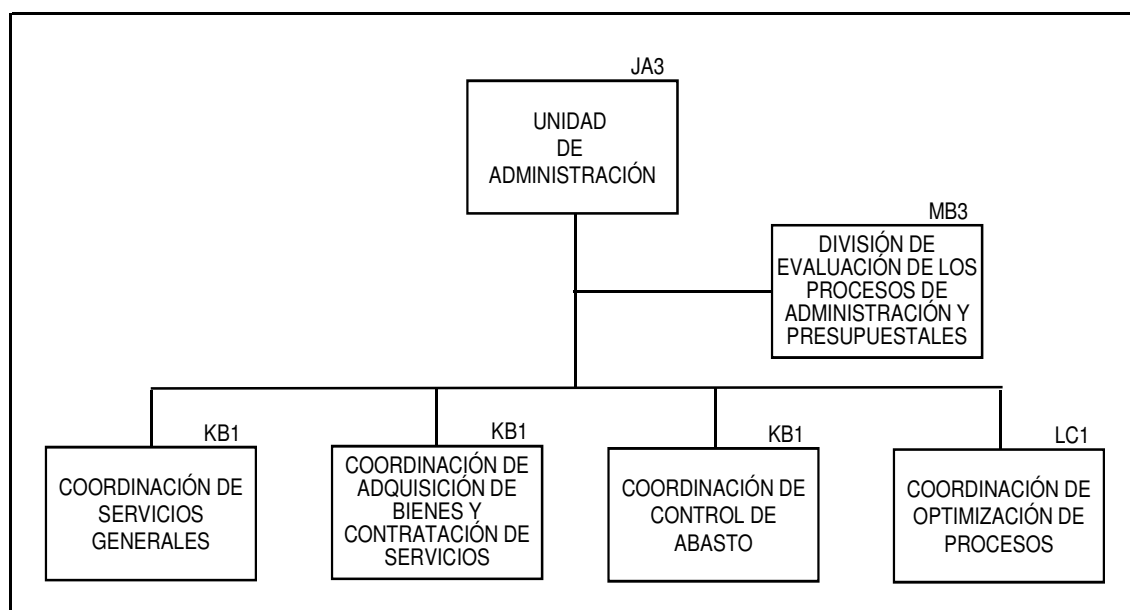 JA3
UNIDAD
DE
ADMINISTRACIÓN
MB3
DIVISIÓN DE
EVALUACIÓN DE LOS
PROCESOS DE
ADMINISTRACIÓN Y
PRESUPUESTALES
KB1
COORDINACIÓN DE
SERVICIOS
GENERALES
KB1
COORDINACIÓN DE
ADQUISICIÓN DE
BIENES Y
CONTRATACIÓN DE
SERVICIOS
KB1
COORDINACIÓN DE
CONTROL DE
ABASTO
LC1
COORDINACIÓN DE
OPTIMIZACIÓN DE
PROCESOS